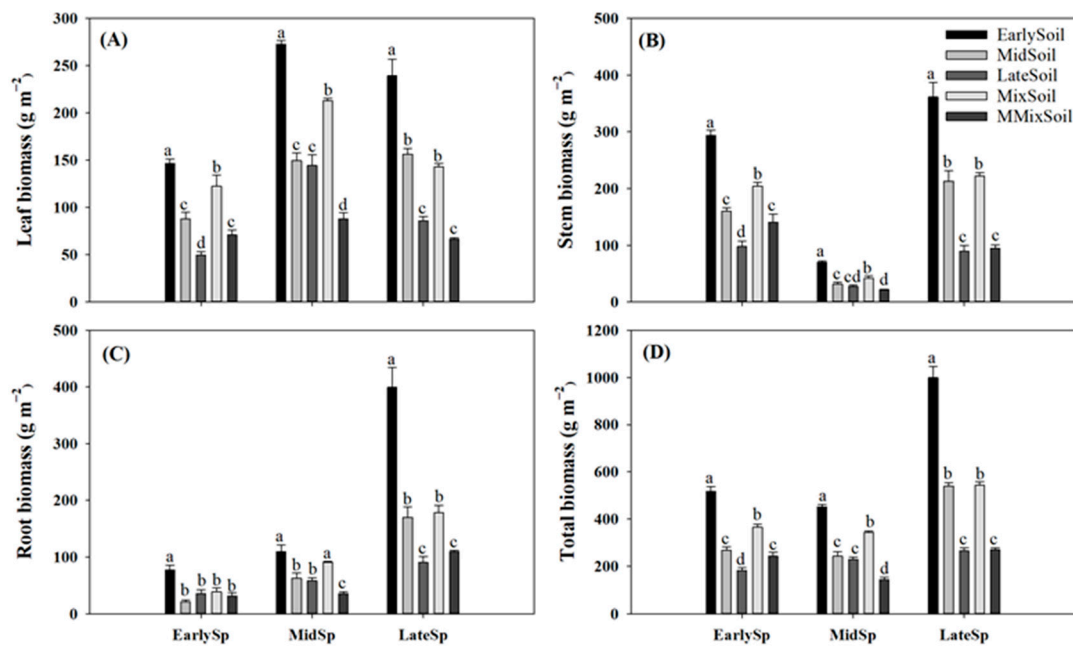 (A)
Leaf biomass (g m⁻²)
300
250
200
150
100
50
0
a
c
d
b
c
a
c
c
b
d
a
b
c
b
c
(B)
Stem biomass (g m⁻²)
500
400
300
200
100
0
EarlySoil
MidSoil
LateSoil
MixSoil
MMixSoil
a
c
c
b
c
a
c
cd
b
d
a
b
c
b
c
(C)
Root biomass (g m⁻²)
500
400
300
200
100
0
a
b
b
b
b
a
b
b
a
c
a
b
c
b
c
EarlySp
MidSp
LateSp
(D)
Total biomass (g m⁻²)
1200
1000
800
600
400
200
0
a
c
d
b
c
a
c
c
b
d
a
b
c
b
c
EarlySp
MidSp
LateSp